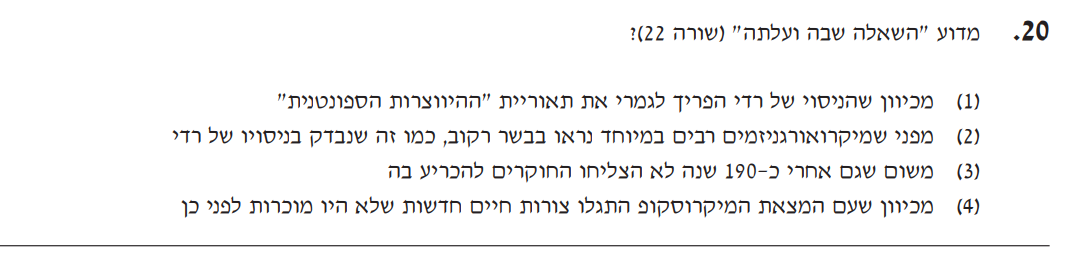 20. מדוע "השאלה שבה ועלתה" (שורה 22)?
(1) מכיוון שהניסוי של רדי הפריך לגמרי את תאוריית "ההיווצרות הספונטנית"
(2) מפני שמיקרואורגניזמים רבים במיוחד נראו בבשר רקוב, כמו זה שנבדק בניסויו של רדי
(3) משום שגם אחרי כ-190 שנה לא הצליחו החוקרים להכריע בה
(4) מכיוון שעם המצאת המיקרוסקופ התגלו צורות חיים חדשות שלא היו מוכרות לפני כן